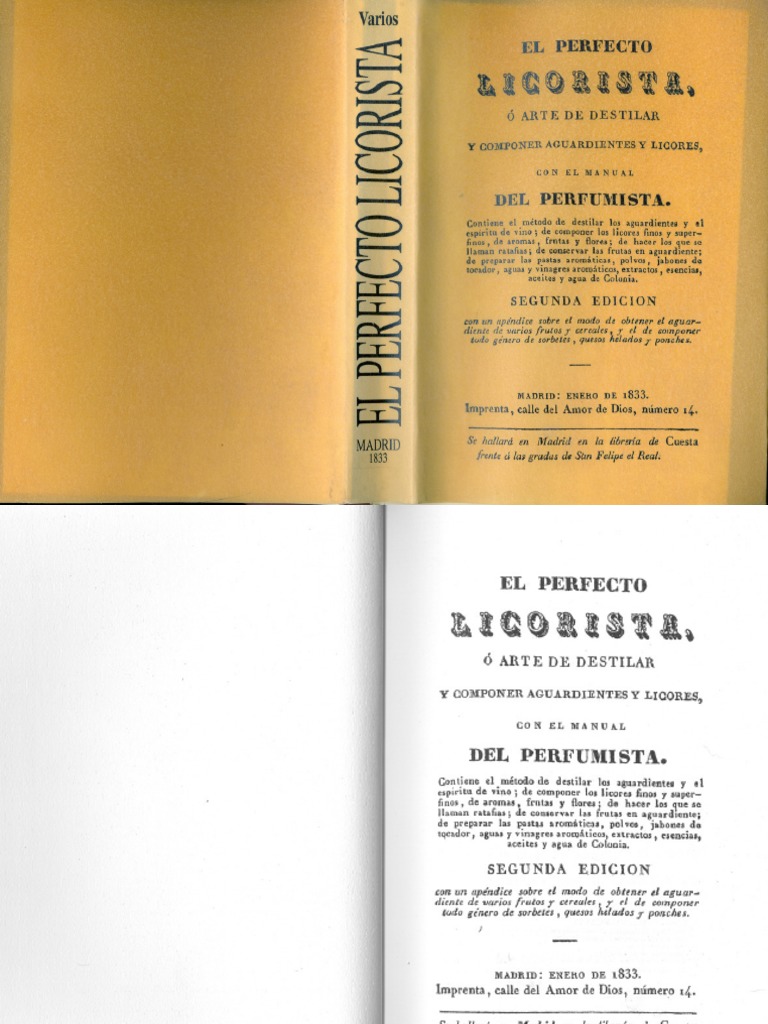 Varios
EL PERFECTO LICORISTA
MADRID
1833
EL PERFECTO
LICORISTA,
ó ARTE DE DESTILAR
Y COMPONER AGUARDIENTES Y LICORES,
CON EL MANUAL
DEL PERFUMISTA.
Contiene el método de destilar los aguardientes y el
espíritu de vino; de componer los licores finos y super-
finos, de aromas, frutas y flores; de hacer los que se
llaman ratafias; de conservar las frutas en aguardiente;
de preparar las pastas aromáticas, polvos, jabones de
tocador, aguas y vinagres aromáticos, extractos, esencias,
aceites y agua de Colonia.
SEGUNDA EDICION
con un apéndice sobre el modo de obtener el aguar-
diente de varios frutos y cereales, y el de componer
todo género de sorbetes, quesos helados y ponches.
MADRID: ENERO DE 1833.
Imprenta, calle del Amor de Dios, número 14.
Se hallará en Madrid en la librería de Cuesta
frente á las gradas de San Felipe el Real.
EL PERFECTO
LICORISTA,
ó ARTE DE DESTILAR
Y COMPONER AGUARDIENTES Y LICORES,
CON EL MANUAL
DEL PERFUMISTA.
Contiene el método de destilar los aguardientes y el
espíritu de vino; de componer los licores finos y super-
finos, de aromas, frutas y flores; de hacer los que se
llaman ratafias; de conservar las frutas en aguardiente;
de preparar las pastas aromáticas, polvos, jabones de
tocador, aguas y vinagres aromáticos, extractos, esencias,
aceites y agua de Colonia.
SEGUNDA EDICION
con un apéndice sobre el modo de obtener el aguar-
diente de varios frutos y cereales, y el de componer
todo género de sorbetes, quesos helados y ponches.
MADRID: ENERO DE 1833.
Imprenta, calle del Amor de Dios, número 14.